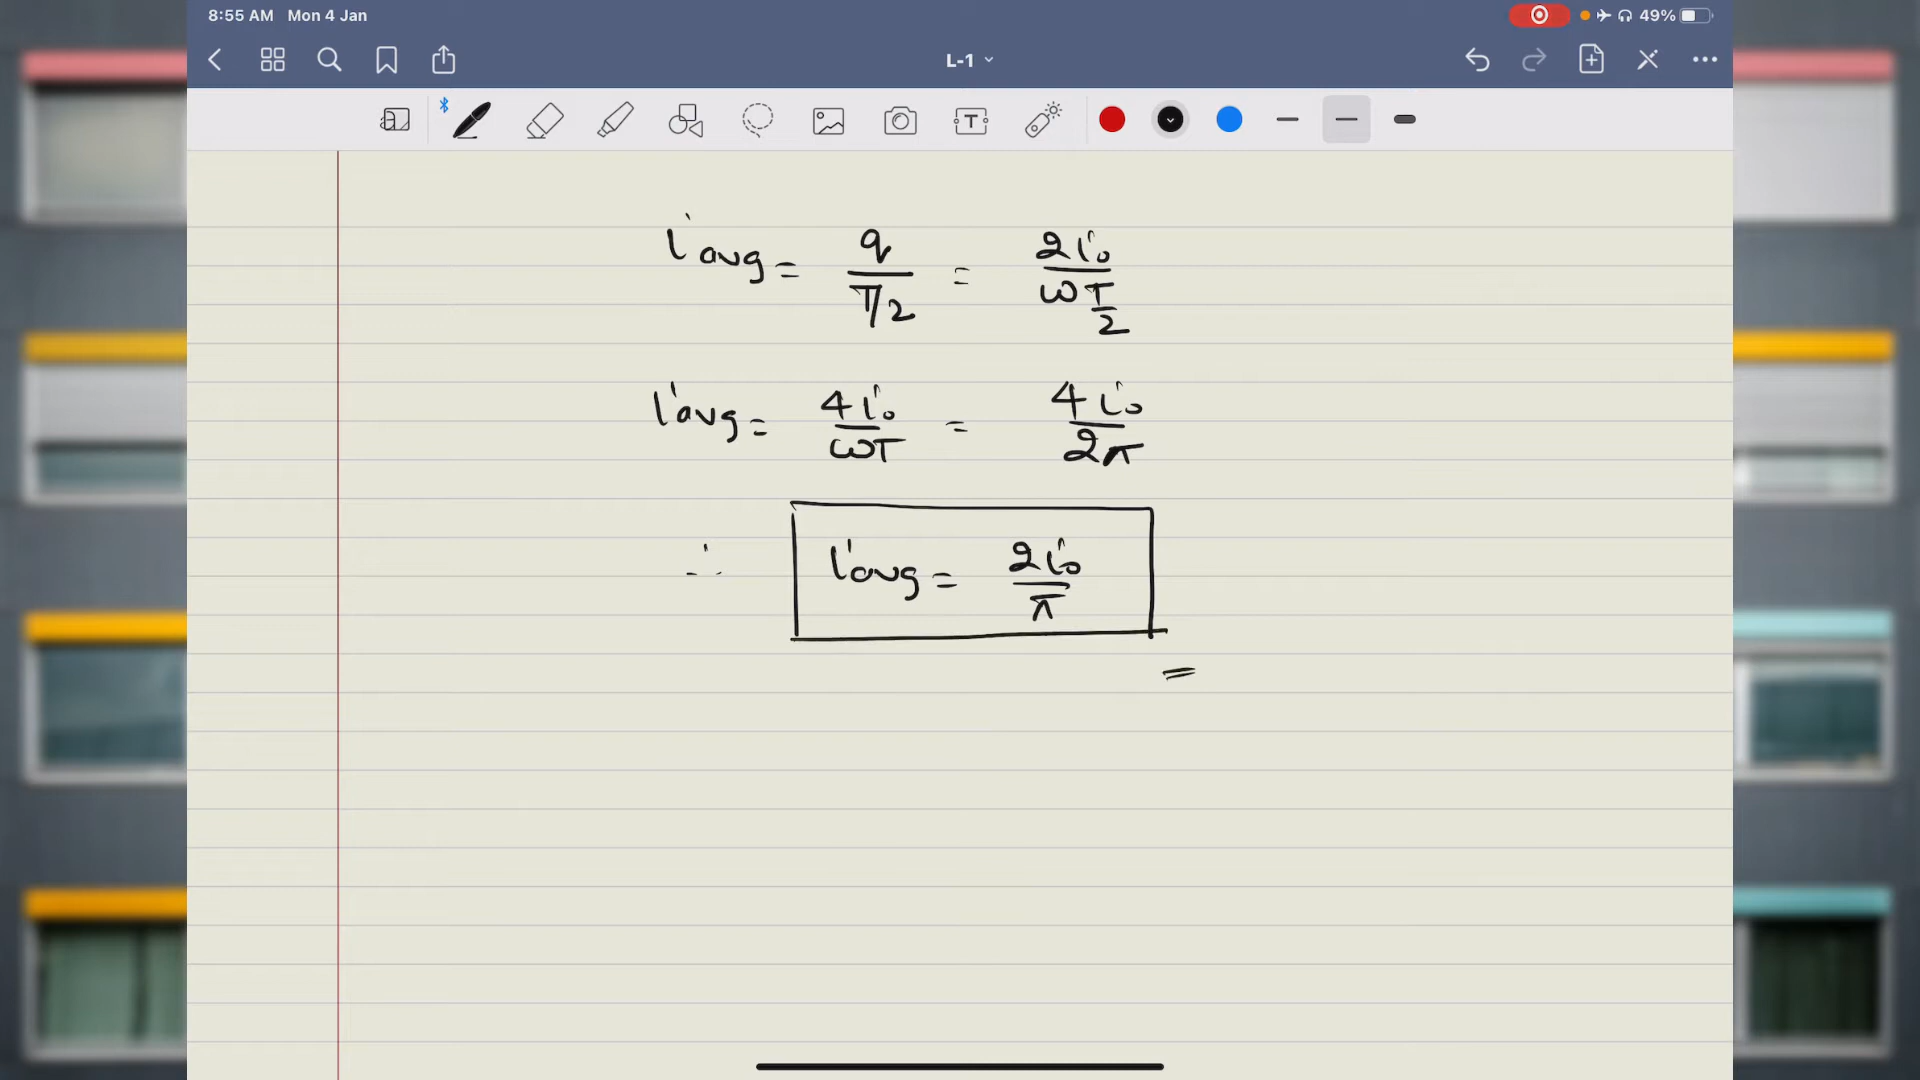 8:55 AM Mon 4 Jan 49%
L-1
i avg = q / T/2 = 2i₀ / ω T/2
i avg = 4i₀ / ωT = 4i₀ / 2π
∴ i avg = 2i₀ / π
=